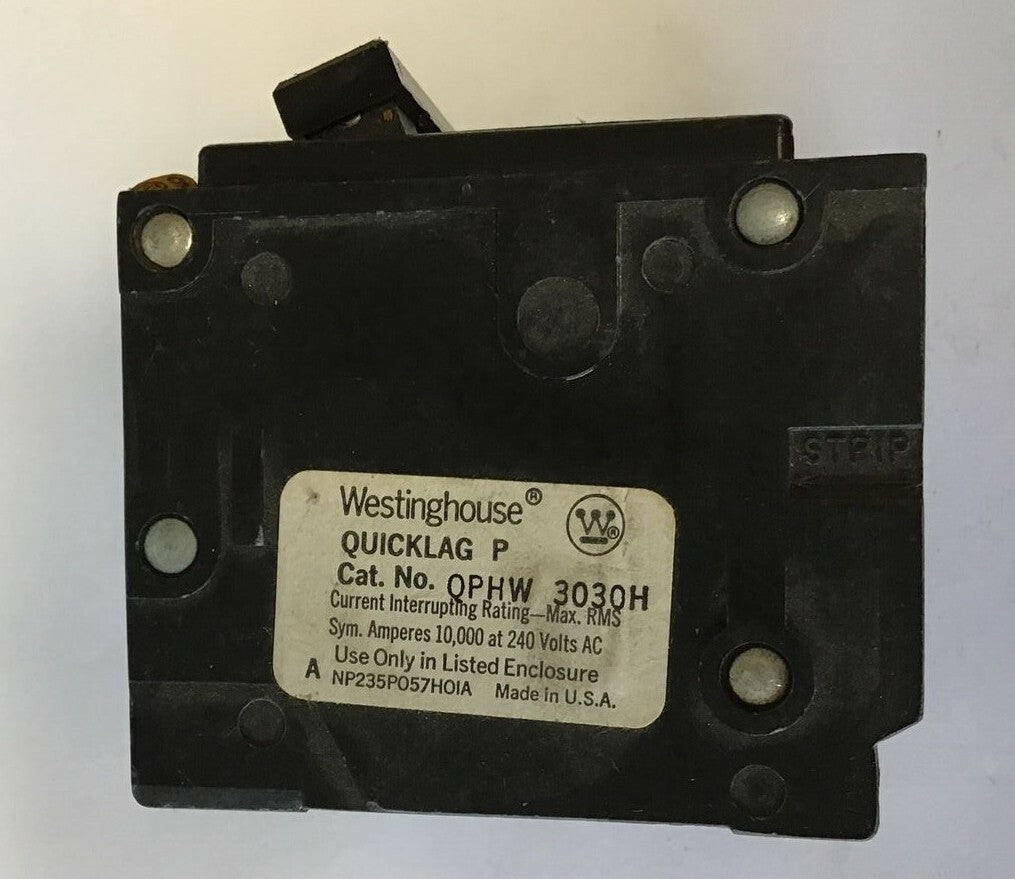 STRIP
Westinghouse® W®
QUICKLAG P
Cat. No. QPHW 3030H
Current Interrupting Rating—Max. RMS
Sym. Amperes 10,000 at 240 Volts AC
Use Only in Listed Enclosure
A NP235P057H01A Made in U.S.A.